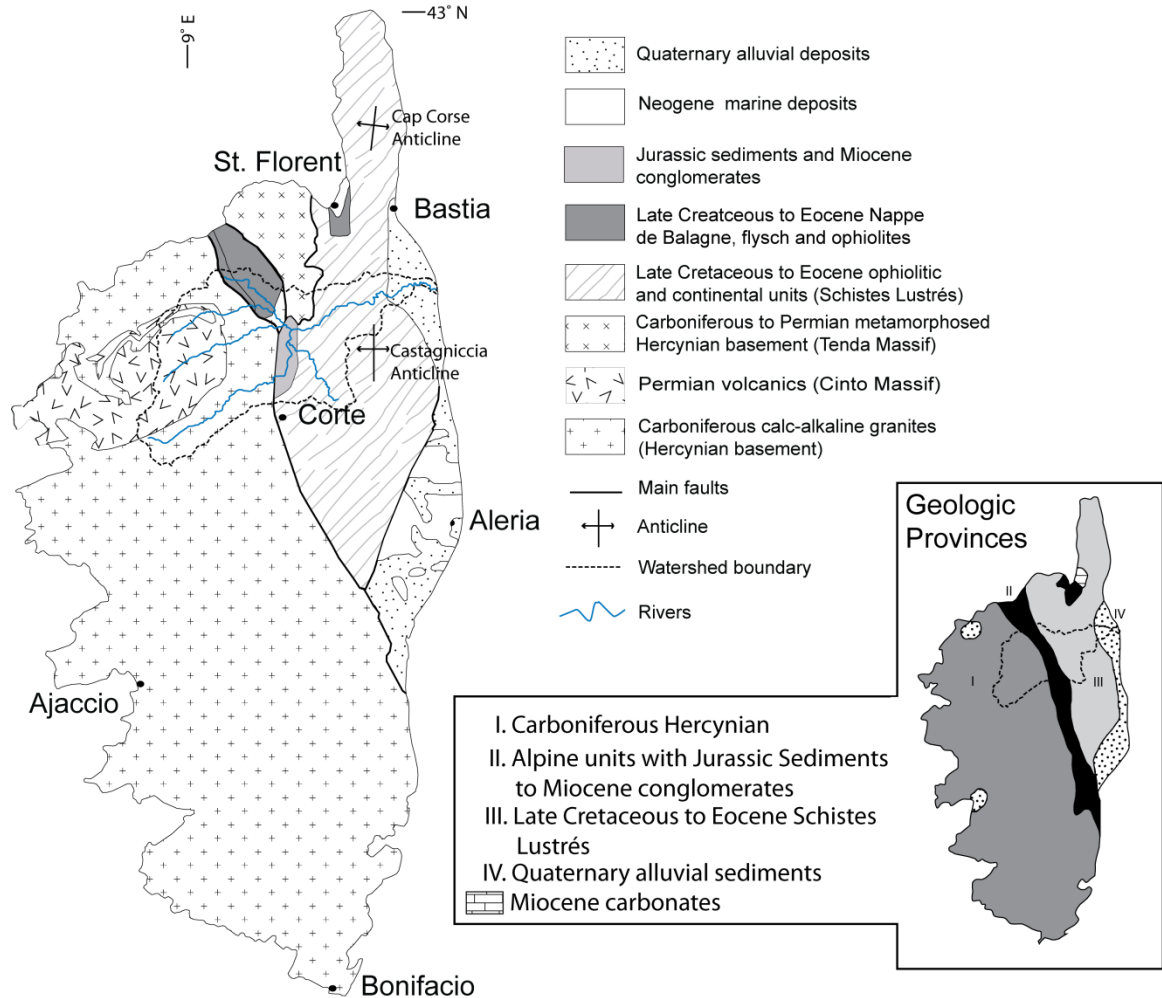 43° N
9° E
Cap Corse
Anticline
St. Florent
Bastia
Castagniccia
Anticline
Corte
Aleria
Ajaccio
Bonifacio
Quaternary alluvial deposits
Neogene marine deposits
Jurassic sediments and Miocene
conglomerates
Late Creatceous to Eocene Nappe
de Balagne, flysch and ophiolites
Late Cretaceous to Eocene ophiolitic
and continental units (Schistes Lustrés)
Carboniferous to Permian metamorphosed
Hercynian basement (Tenda Massif)
Permian volcanics (Cinto Massif)
Carboniferous calc-alkaline granites
(Hercynian basement)
Main faults
Anticline
Watershed boundary
Rivers
Geologic
Provinces
II
IV
I
III
I. Carboniferous Hercynian
II. Alpine units with Jurassic Sediments
to Miocene conglomerates
III. Late Cretaceous to Eocene Schistes
Lustrés
IV. Quaternary alluvial sediments
Miocene carbonates